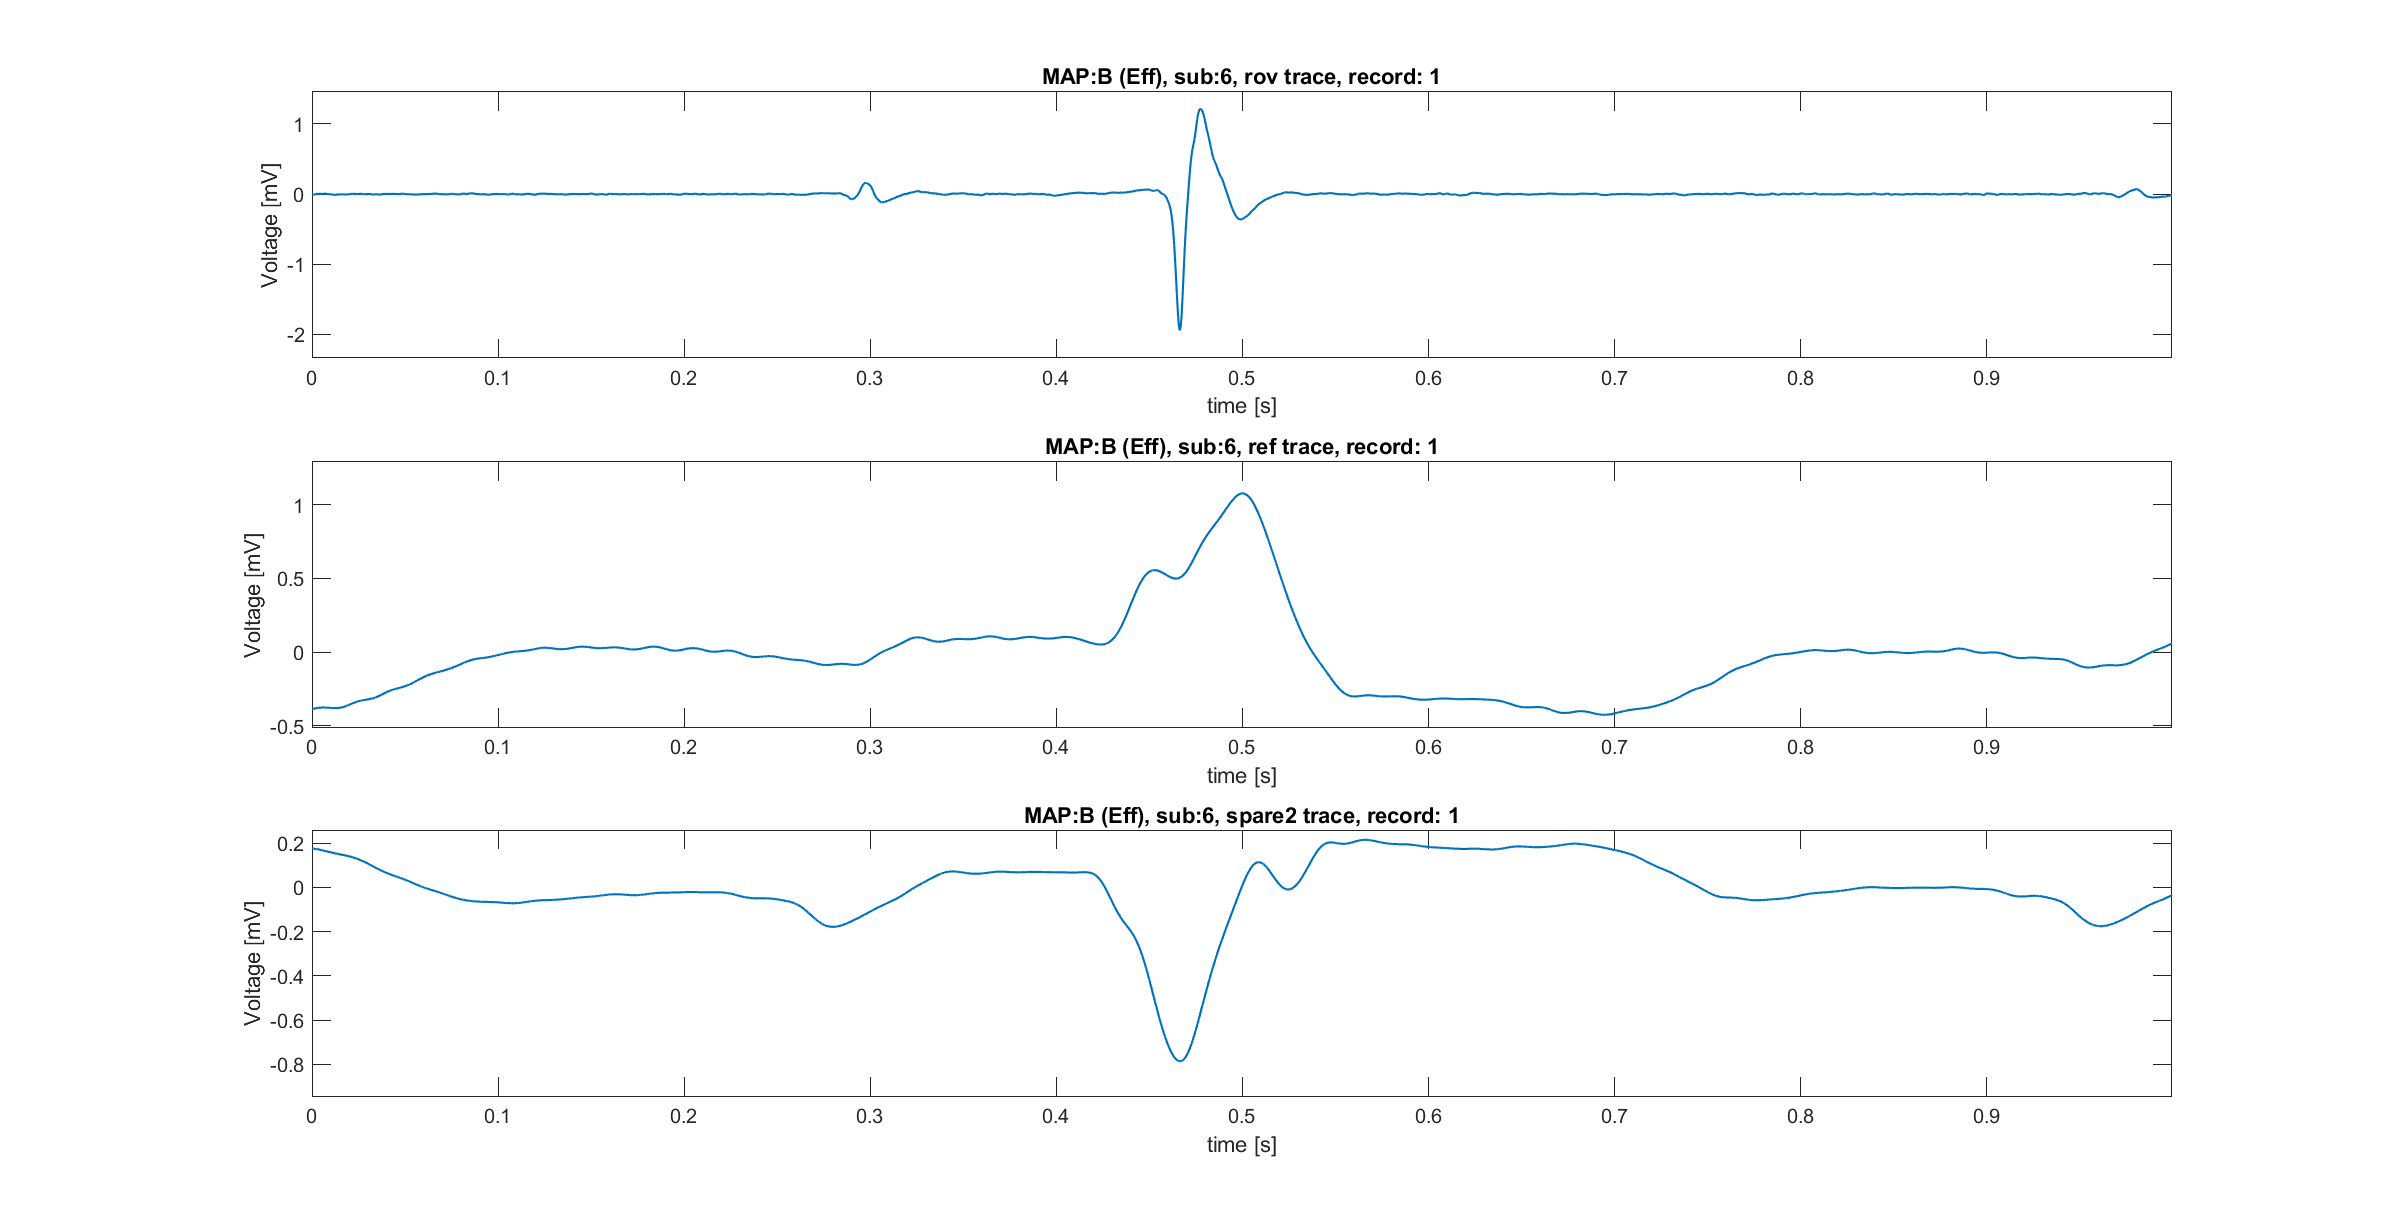 MAP:B (Eff), sub:6, rov trace, record: 1
Voltage [mV]
1
0
-1
-2
0 0.1 0.2 0.3 0.4 0.5 0.6 0.7 0.8 0.9
time [s]
MAP:B (Eff), sub:6, ref trace, record: 1
Voltage [mV]
1
0.5
0
-0.5
0 0.1 0.2 0.3 0.4 0.5 0.6 0.7 0.8 0.9
time [s]
MAP:B (Eff), sub:6, spare2 trace, record: 1
Voltage [mV]
0.2
0
-0.2
-0.4
-0.6
-0.8
0 0.1 0.2 0.3 0.4 0.5 0.6 0.7 0.8 0.9
time [s]